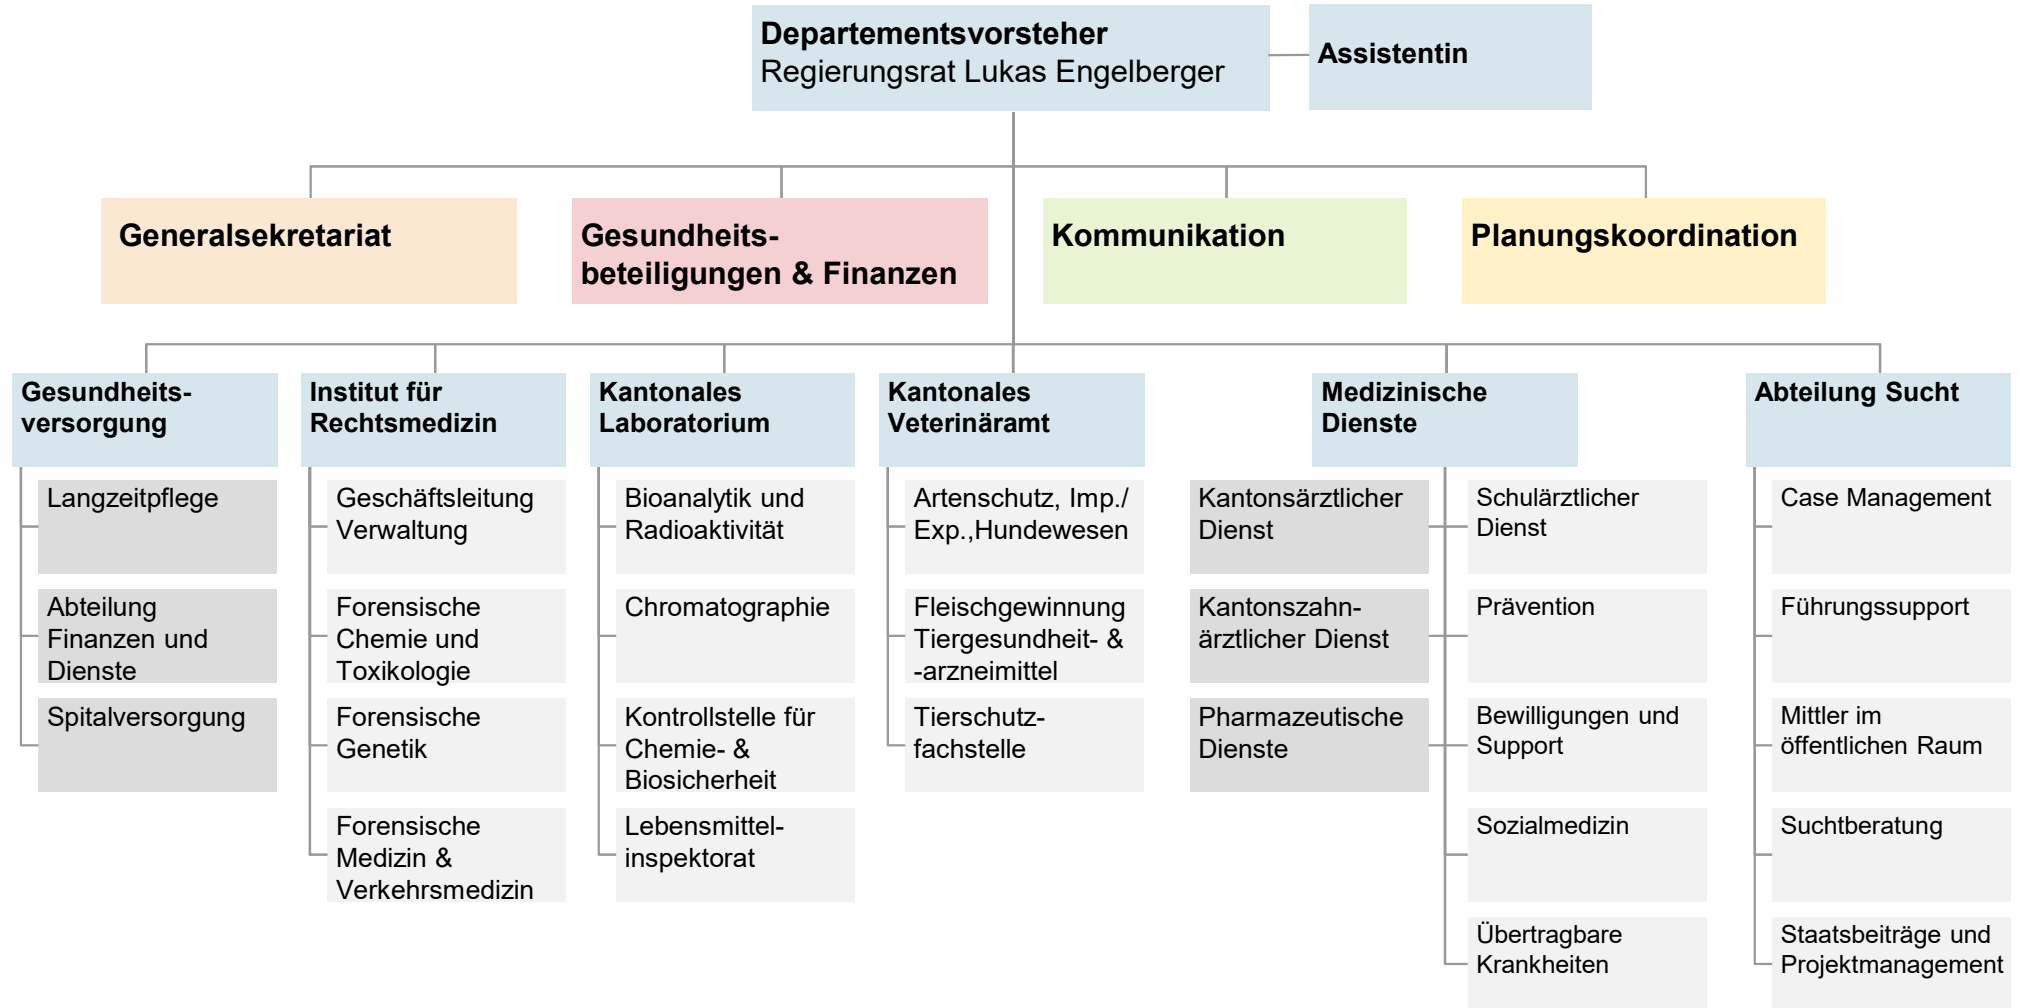 Departementsvorsteher
Regierungsrat Lukas Engelberger
Assistentin
Generalsekretariat
Gesundheits-
beteiligungen & Finanzen
Kommunikation
Planungskoordination
Gesundheits-
versorgung
Langzeitpflege
Abteilung
Finanzen und
Dienste
Spitalversorgung
Institut für
Rechtsmedizin
Geschäftsleitung
Verwaltung
Forensische
Chemie und
Toxikologie
Forensische
Genetik
Forensische
Medizin &
Verkehrsmedizin
Kantonales
Laboratorium
Bioanalytik und
Radioaktivität
Chromatographie
Kontrollstelle für
Chemie- &
Biosicherheit
Lebensmittel-
inspektorat
Kantonales
Veterinäramt
Artenschutz, Imp./
Exp.,Hundewesen
Fleischgewinnung
Tiergesundheit- &
-arzneimittel
Tierschutz-
fachstelle
Medizinische
Dienste
Kantonsärztlicher
Dienst
Kantonszahn-
ärztlicher Dienst
Pharmazeutische
Dienste
Schulärztlicher
Dienst
Prävention
Bewilligungen und
Support
Sozialmedizin
Übertragbare
Krankheiten
Abteilung Sucht
Case Management
Führungssupport
Mittler im
öffentlichen Raum
Suchtberatung
Staatsbeiträge und
Projektmanagement